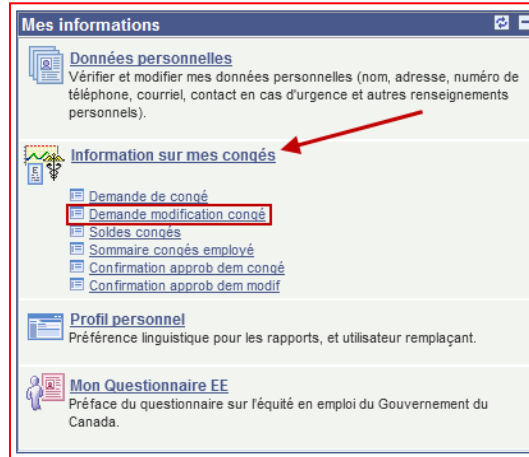 Mes informations
Données personnelles
Vérifier et modifier mes données personnelles (nom, adresse, numéro de
téléphone, courriel, contact en cas d'urgence et autres renseignements
personnels).
Information sur mes congés
Demande de congé
Demande modification congé
Soldes congés
Sommaire congés employé
Confirmation approb dem congé
Confirmation approb dem modif
Profil personnel
Préférence linguistique pour les rapports, et utilisateur remplaçant.
Mon Questionnaire EE
Préface du questionnaire sur l'équité en emploi du Gouvernement du
Canada.